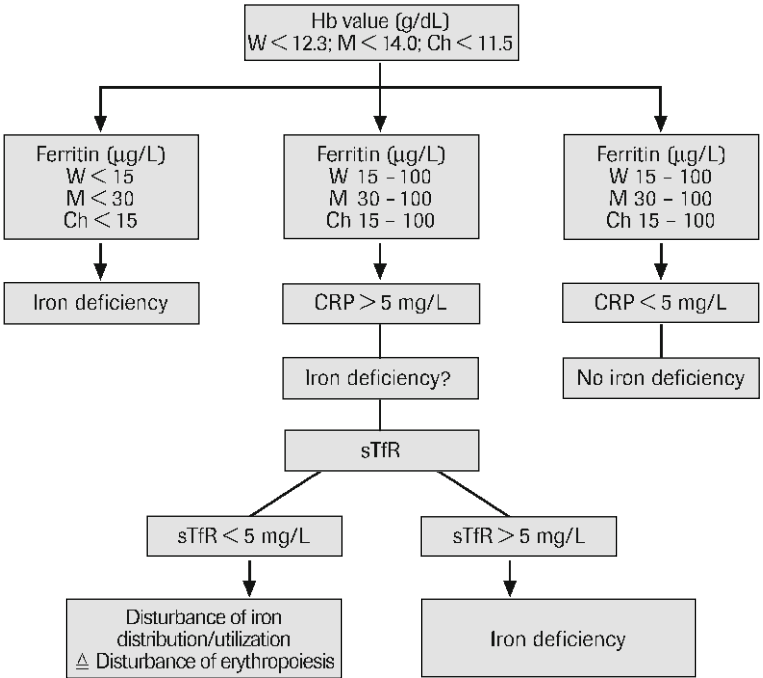 Hb value (g/dL)
W < 12.3; M < 14.0; Ch < 11.5
Ferritin (µg/L)
W < 15
M < 30
Ch < 15
Ferritin (µg/L)
W 15 – 100
M 30 – 100
Ch 15 – 100
Ferritin (µg/L)
W 15 – 100
M 30 – 100
Ch 15 – 100
Iron deficiency
CRP > 5 mg/L
CRP < 5 mg/L
Iron deficiency?
No iron deficiency
sTfR
sTfR < 5 mg/L
sTfR > 5 mg/L
Disturbance of iron
distribution/utilization
≙ Disturbance of erythropoiesis
Iron deficiency